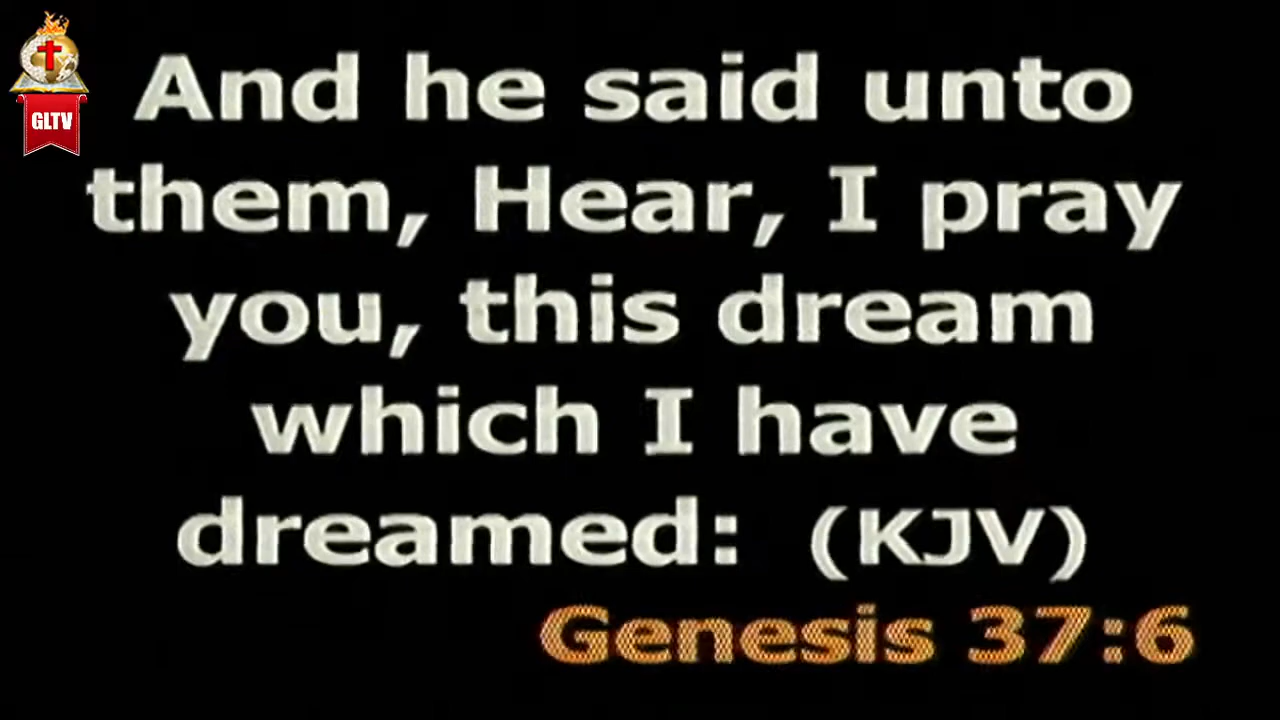 GLTV
And he said unto
them, Hear, I pray
you, this dream
which I have
dreamed: (KJV)
Genesis 37:6